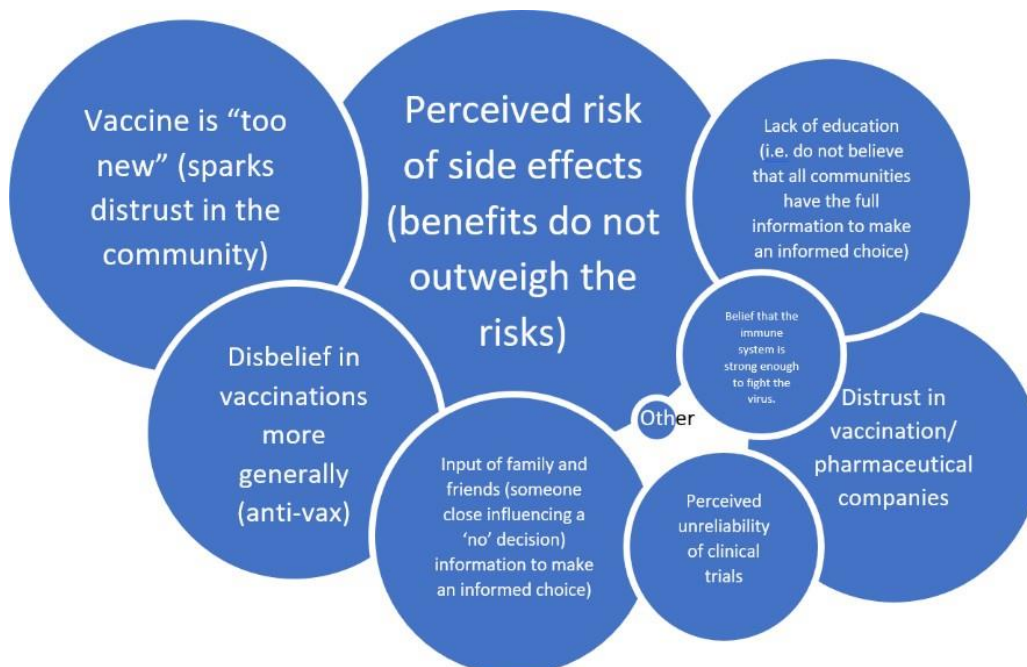 Vaccine is “too
new” (sparks
distrust in the
community)
Perceived risk
of side effects
(benefits do not
outweigh the
risks)
Lack of education
(i.e. do not believe
that all communities
have the full
information to make
an informed choice)
Belief that the
immune
system is
strong enough
to fight the
virus.
Disbelief in
vaccinations
more
generally
(anti-vax)
Other
Distrust in
vaccination/
pharmaceutical
companies
Input of family and
friends (someone
close influencing a
‘no’ decision)
information to make
an informed choice)
Perceived
unreliability
of clinical
trials